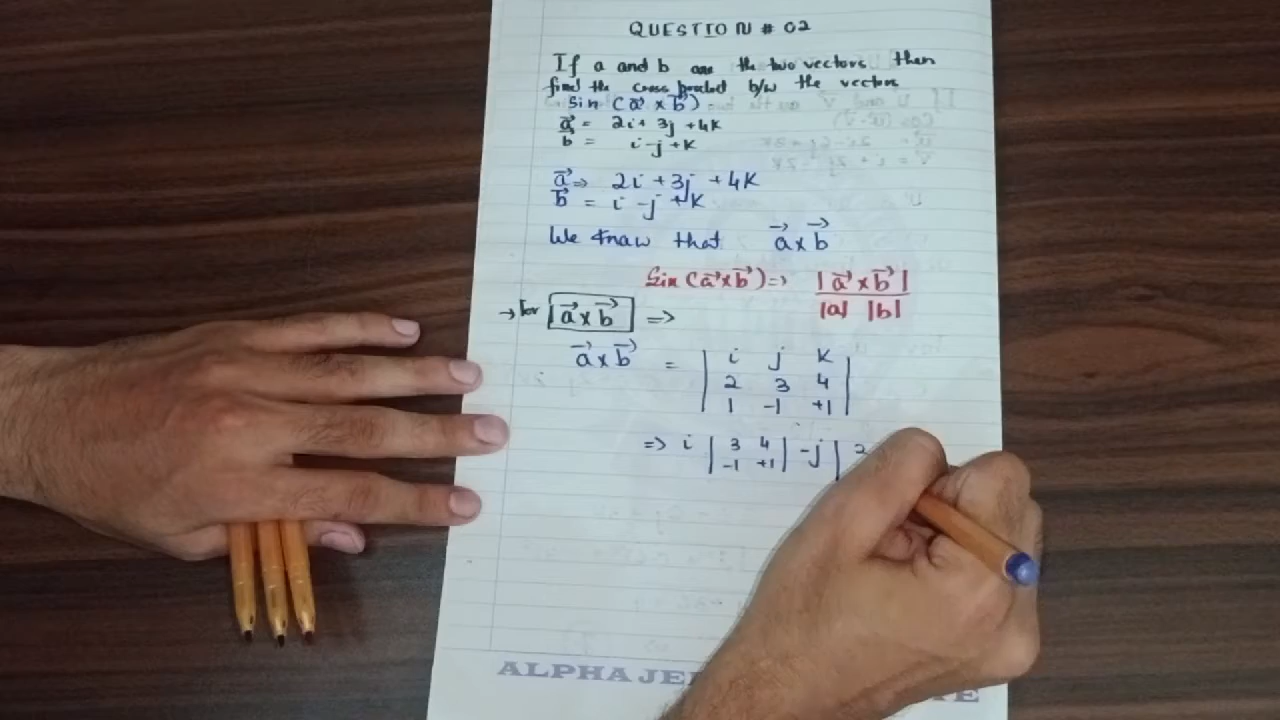 QUESTION # 02
If a and b are the two vectors then
find the cross product b/w the vectors
Sin (a⃗ × b⃗)
a⃗ = 2i + 3j + 4K
b = i - j + K
a⃗ => 2i + 3j + 4K
b⃗ = i - j + K
We know that a⃗ × b⃗
Sin (a⃗ × b⃗) => |a⃗ × b⃗|
|a| |b|
→ For |a⃗ × b⃗| =>
a⃗ × b⃗ = | i j K |
2 3 4
1 -1 +1
=> i | 3 4 | - j | 2
-1 +1
ALPHA JE